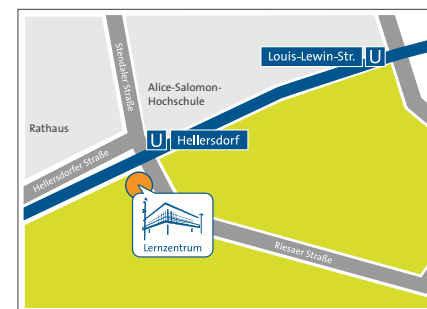 Stendaler Straße
Louis-Lewin-Str. U
Alice-Salomon-
Hochschule
Rathaus
U Hellersdorf
Hellersdorfer Straße
Lernzentrum
Riesaer Straße